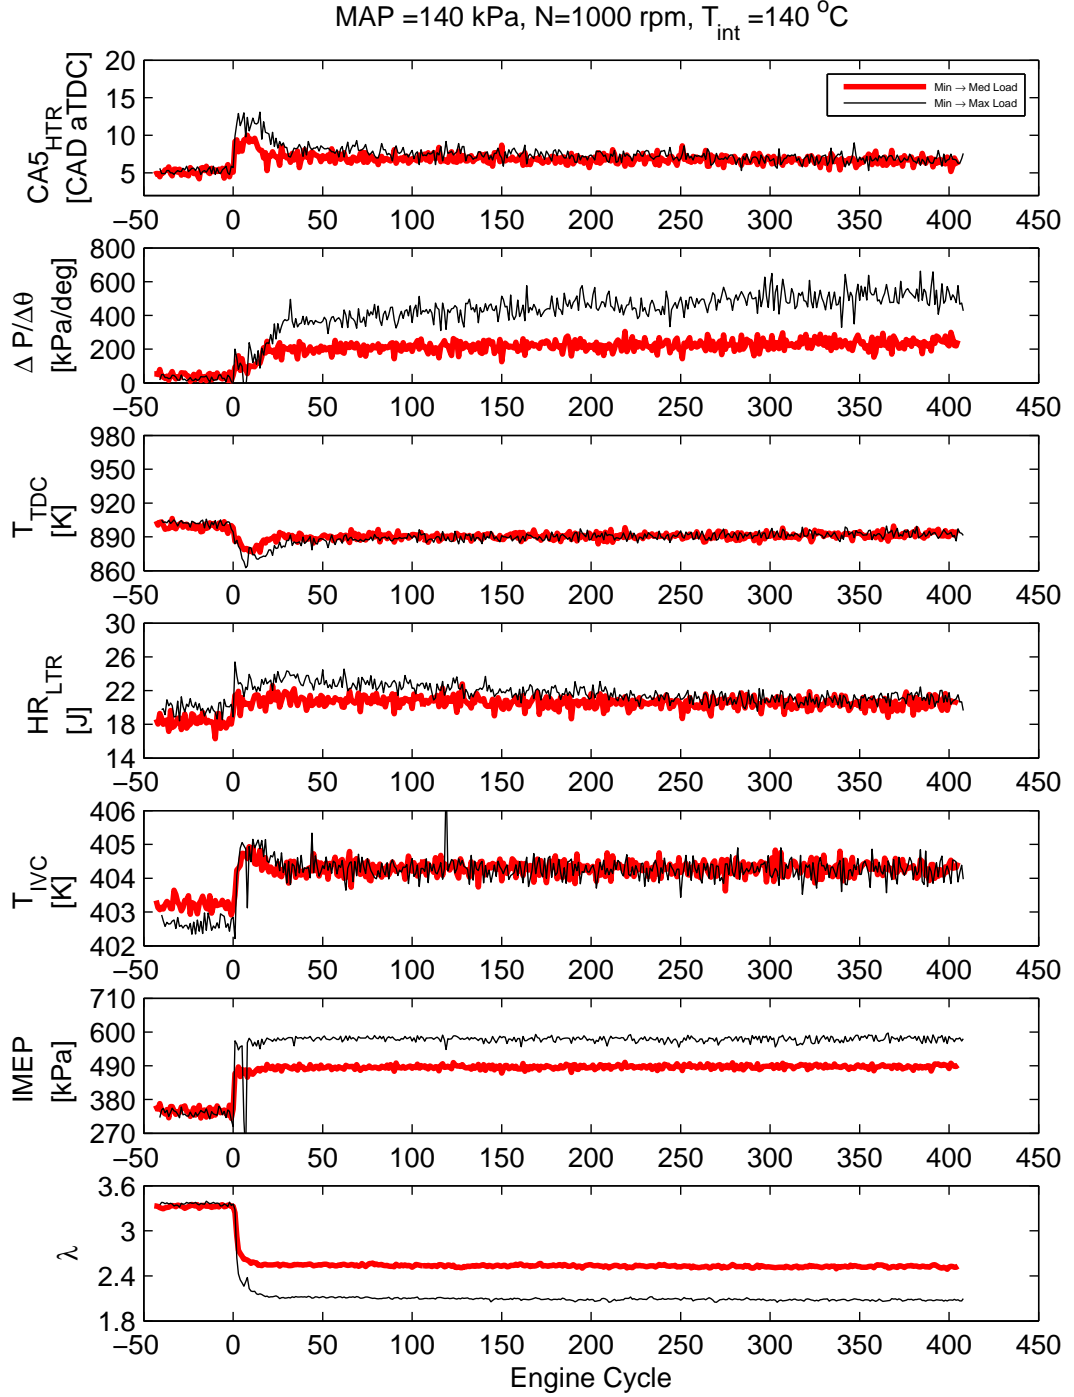 MAP =140 kPa, N=1000 rpm, T_int =140 °C
CA5_HTR
[CAD aTDC]
20
15
10
5
Min → Med Load
Min → Max Load
−50 0 50 100 150 200 250 300 350 400 450
Δ P/Δθ
[kPa/deg]
800
600
400
200
0
−50 0 50 100 150 200 250 300 350 400 450
T_TDC
[K]
980
950
920
890
860
−50 0 50 100 150 200 250 300 350 400 450
HR_LTR
[J]
30
26
22
18
14
−50 0 50 100 150 200 250 300 350 400 450
T_IVC
[K]
406
405
404
403
402
−50 0 50 100 150 200 250 300 350 400 450
IMEP
[kPa]
710
600
490
380
270
−50 0 50 100 150 200 250 300 350 400 450
λ
3.6
3
2.4
1.8
−50 0 50 100 150 200 250 300 350 400 450
Engine Cycle